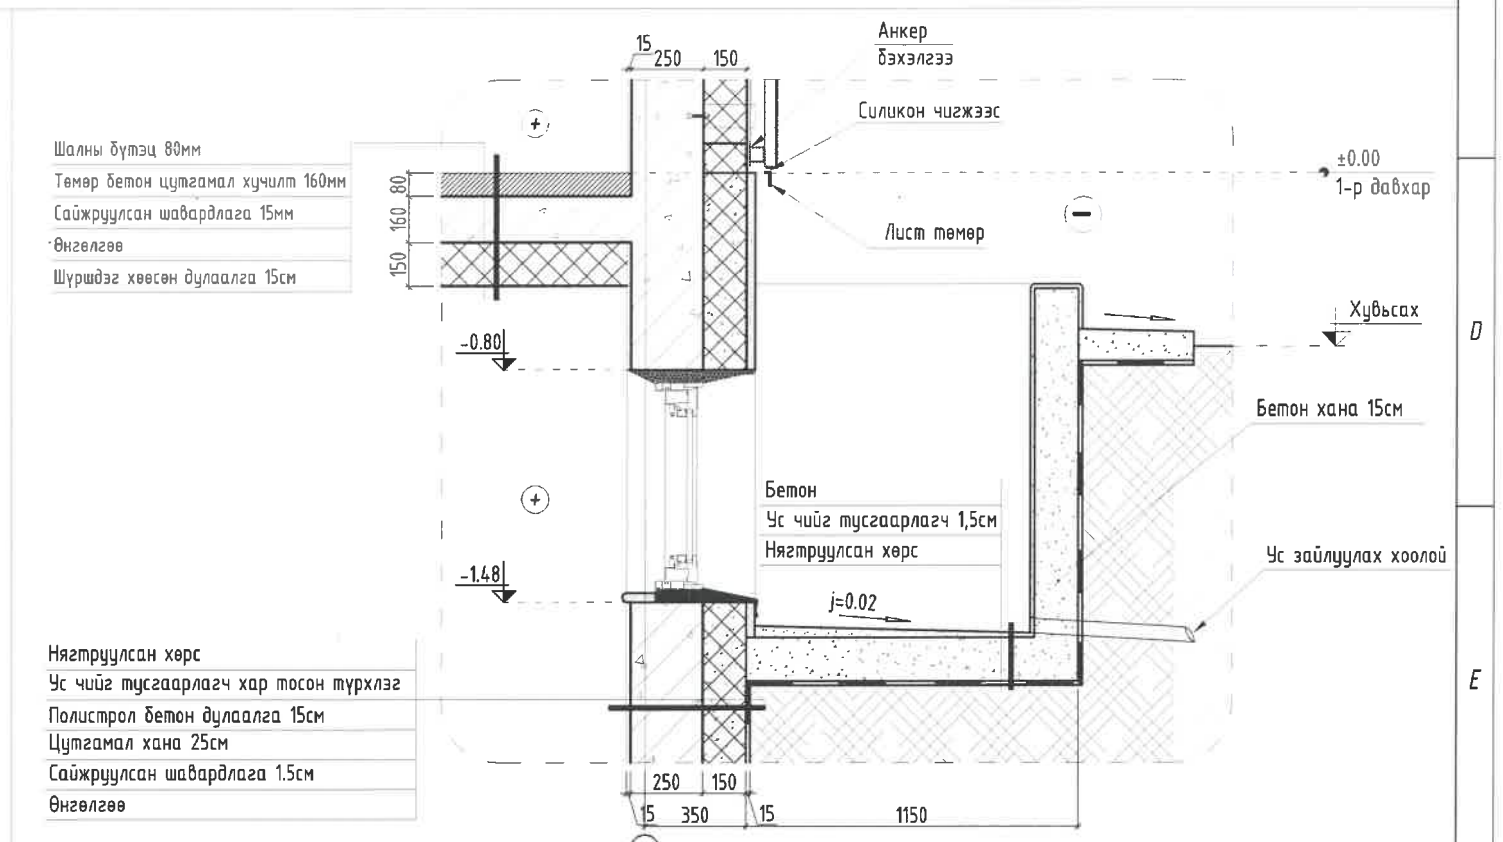 15
250
150
Анкер
бэхэлгээ
Силикон чигжээс
Шалны бүтэц 80мм
Төмөр бетон цутгамал хучилт 160мм
Сайжруулсан шавардлага 15мм
Өнгөлгөө
Шүршдэг хөөсөн дулаалга 15см
80
160
150
+
±0.00
1-р давхар
−
Лист төмөр
Хувьсах
D
-0.80
Бетон хана 15см
+
Бетон
Ус чийг тусгаарлагч 1,5см
Нягтруулсан хөрс
Ус зайлуулах хоолой
-1.48
j=0.02
Нягтруулсан хөрс
Ус чийг тусгаарлагч хар тосон түрхлэг
Полистрол бетон дулаалга 15см
Цутгамал хана 25см
Сайжруулсан шавардлага 1.5см
Өнгөлгөө
E
250
150
15
350
15
1150